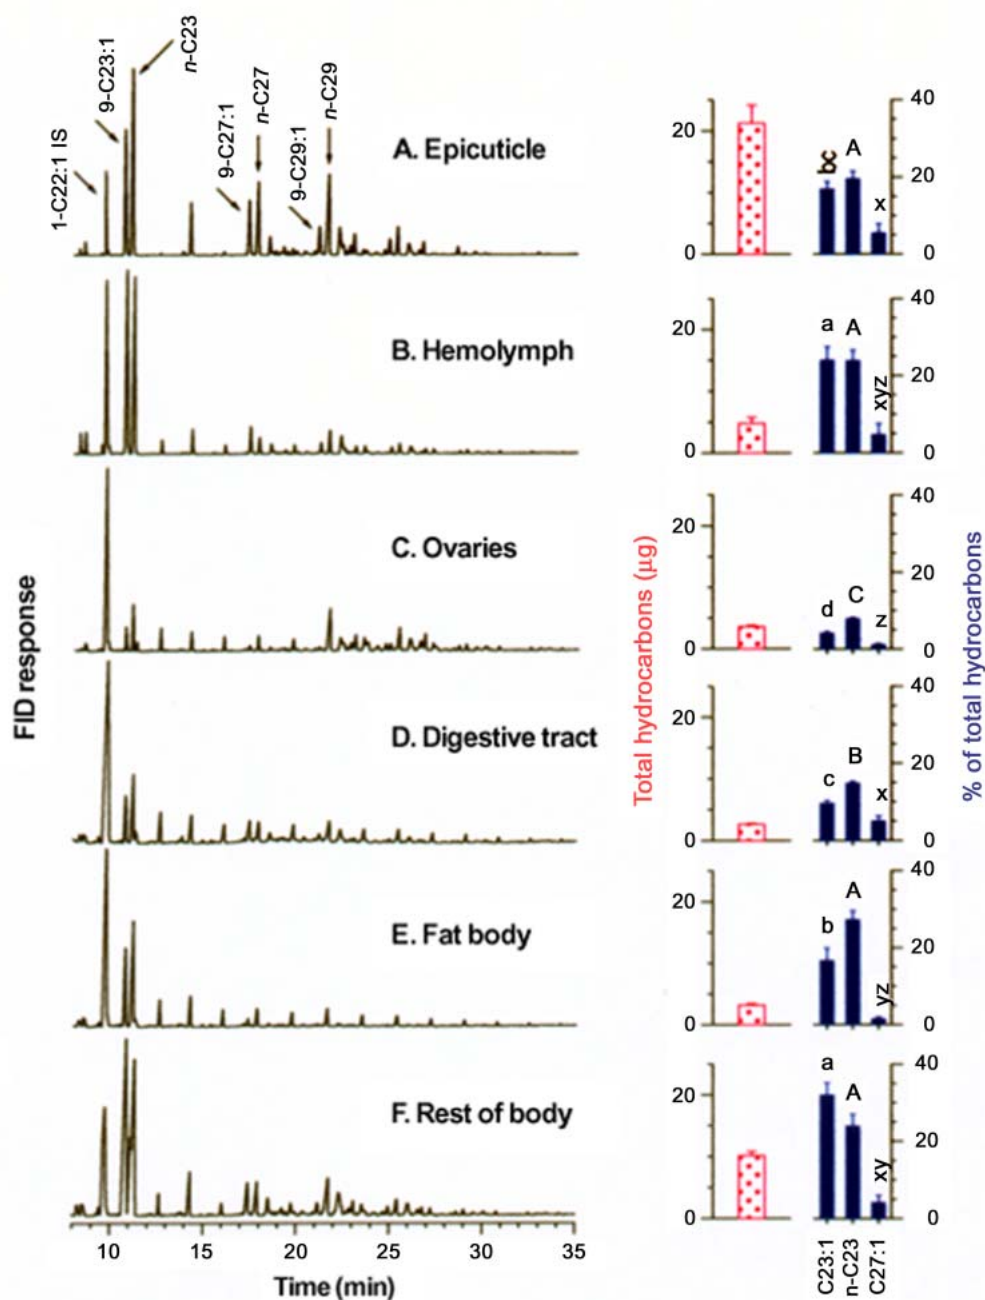 1-C22:1 IS
9-C23:1
n-C23
9-C27:1
n-C27
9-C29:1
n-C29
A. Epicuticle
20
0
bc
A
x
40
20
0
B. Hemolymph
20
0
a
A
xyz
40
20
0
C. Ovaries
20
0
d
C
z
40
20
0
D. Digestive tract
20
0
c
B
x
40
20
0
E. Fat body
20
0
b
A
yz
40
20
0
F. Rest of body
20
0
a
A
xy
40
20
0
FID response
Total hydrocarbons (μg)
% of total hydrocarbons
10 15 20 25 30 35
Time (min)
C23:1
n-C23
C27:1